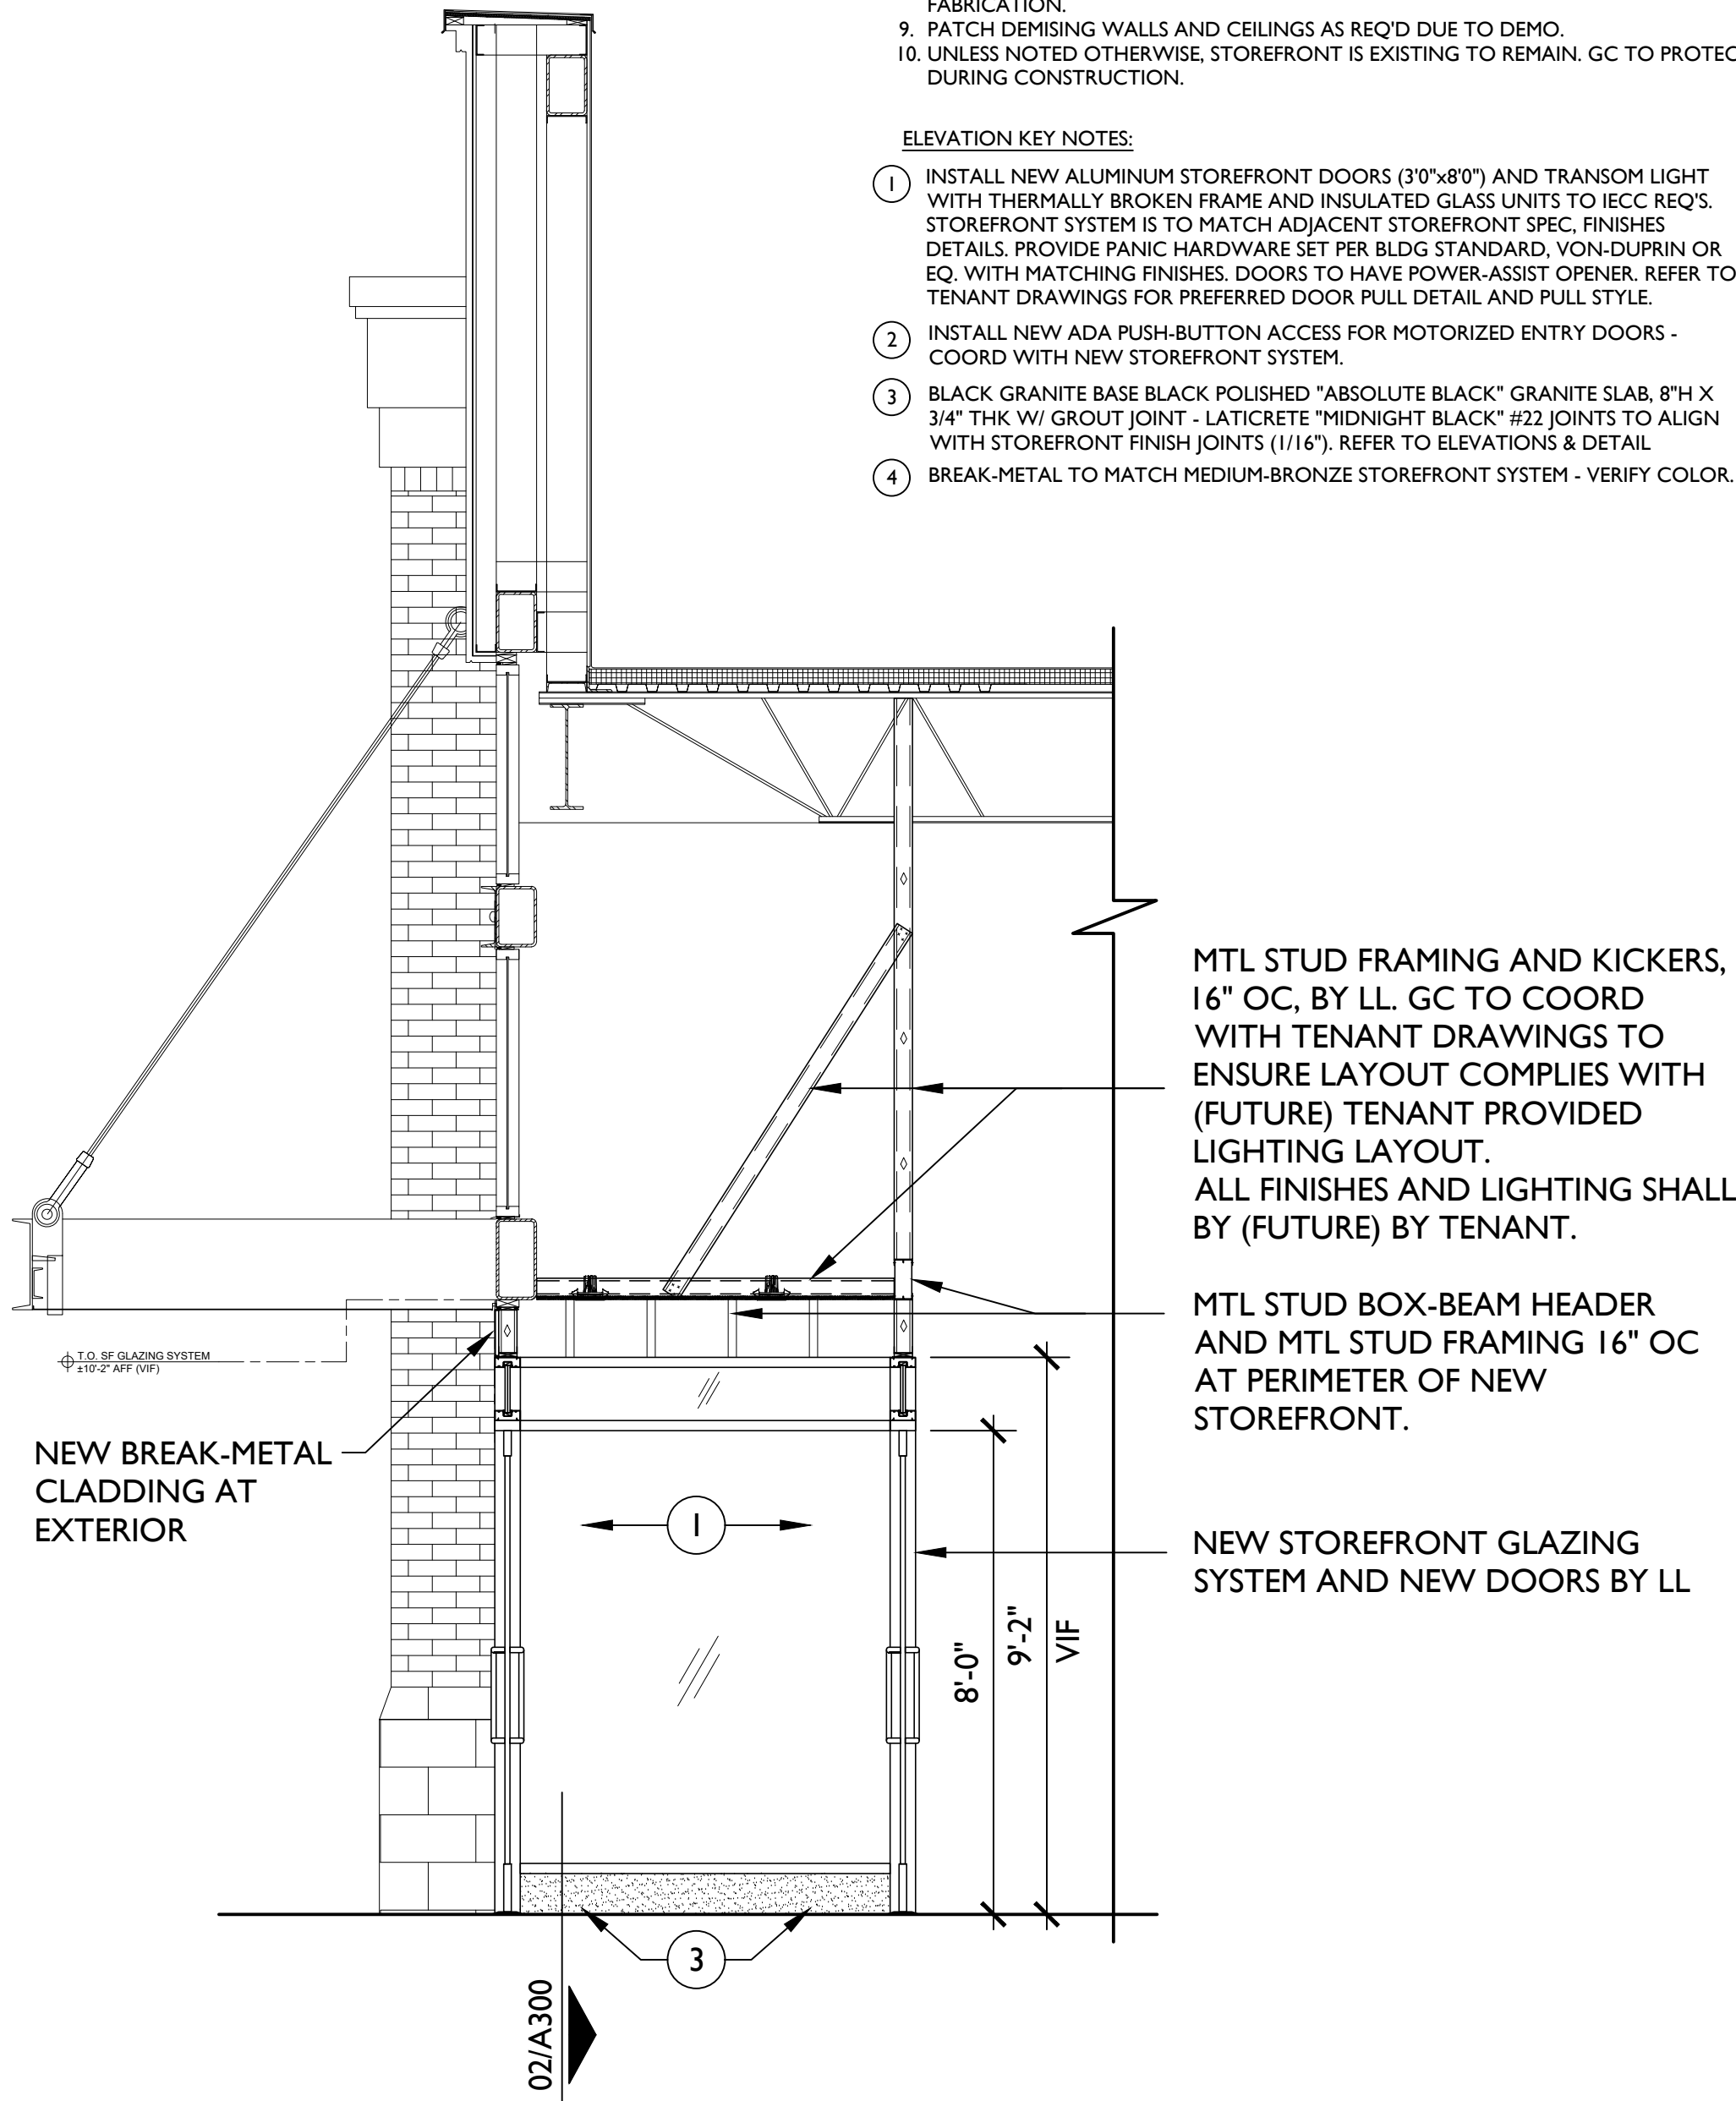 FABRICATION.
9. PATCH DEMISING WALLS AND CEILINGS AS REQ'D DUE TO DEMO.
10. UNLESS NOTED OTHERWISE, STOREFRONT IS EXISTING TO REMAIN. GC TO PROTEC
DURING CONSTRUCTION.
ELEVATION KEY NOTES:
1 INSTALL NEW ALUMINUM STOREFRONT DOORS (3'0"x8'0") AND TRANSOM LIGHT
WITH THERMALLY BROKEN FRAME AND INSULATED GLASS UNITS TO IECC REQ'S.
STOREFRONT SYSTEM IS TO MATCH ADJACENT STOREFRONT SPEC, FINISHES
DETAILS. PROVIDE PANIC HARDWARE SET PER BLDG STANDARD, VON-DUPRIN OR
EQ. WITH MATCHING FINISHES. DOORS TO HAVE POWER-ASSIST OPENER. REFER TO
TENANT DRAWINGS FOR PREFERRED DOOR PULL DETAIL AND PULL STYLE.
2 INSTALL NEW ADA PUSH-BUTTON ACCESS FOR MOTORIZED ENTRY DOORS -
COORD WITH NEW STOREFRONT SYSTEM.
3 BLACK GRANITE BASE BLACK POLISHED "ABSOLUTE BLACK" GRANITE SLAB, 8"H X
3/4" THK W/ GROUT JOINT - LATICRETE "MIDNIGHT BLACK" #22 JOINTS TO ALIGN
WITH STOREFRONT FINISH JOINTS (1/16"). REFER TO ELEVATIONS & DETAIL
4 BREAK-METAL TO MATCH MEDIUM-BRONZE STOREFRONT SYSTEM - VERIFY COLOR.
MTL STUD FRAMING AND KICKERS,
16" OC, BY LL. GC TO COORD
WITH TENANT DRAWINGS TO
ENSURE LAYOUT COMPLIES WITH
(FUTURE) TENANT PROVIDED
LIGHTING LAYOUT.
ALL FINISHES AND LIGHTING SHALL
BY (FUTURE) BY TENANT.
MTL STUD BOX-BEAM HEADER
AND MTL STUD FRAMING 16" OC
AT PERIMETER OF NEW
STOREFRONT.
T.O. SF GLAZING SYSTEM
±10'-2" AFF (VIF)
NEW BREAK-METAL
CLADDING AT
EXTERIOR
1
NEW STOREFRONT GLAZING
SYSTEM AND NEW DOORS BY LL
8'-0"
9'-2"
VIF
3
02/A300